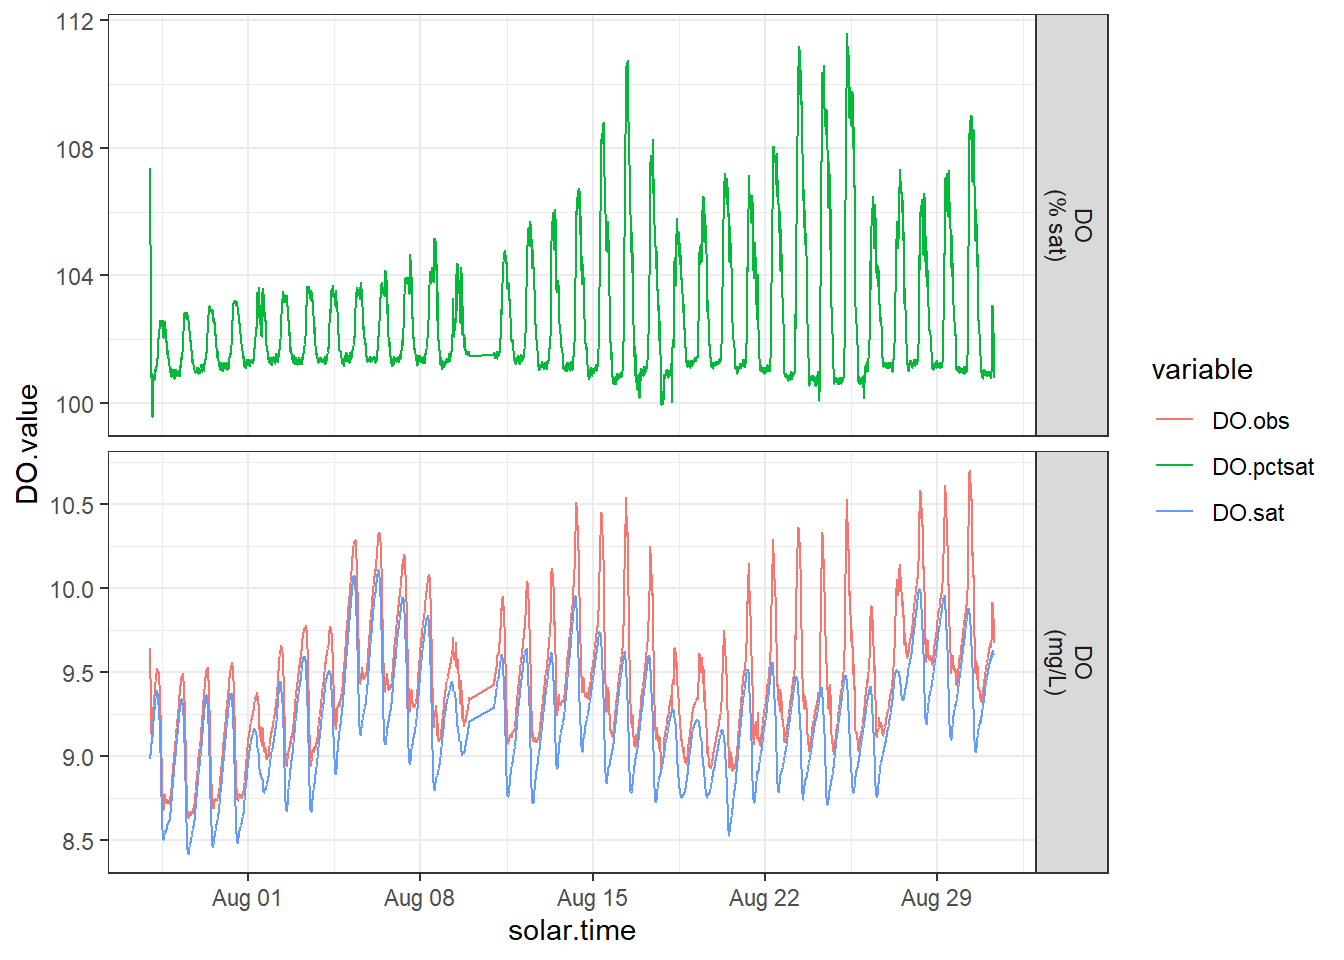 112
108
104
100
DO
(% sat)
DO.value
10.5
10.0
9.5
9.0
8.5
DO
(mg/L)
Aug 01
Aug 08
Aug 15
Aug 22
Aug 29
solar.time
variable
DO.obs
DO.pctsat
DO.sat